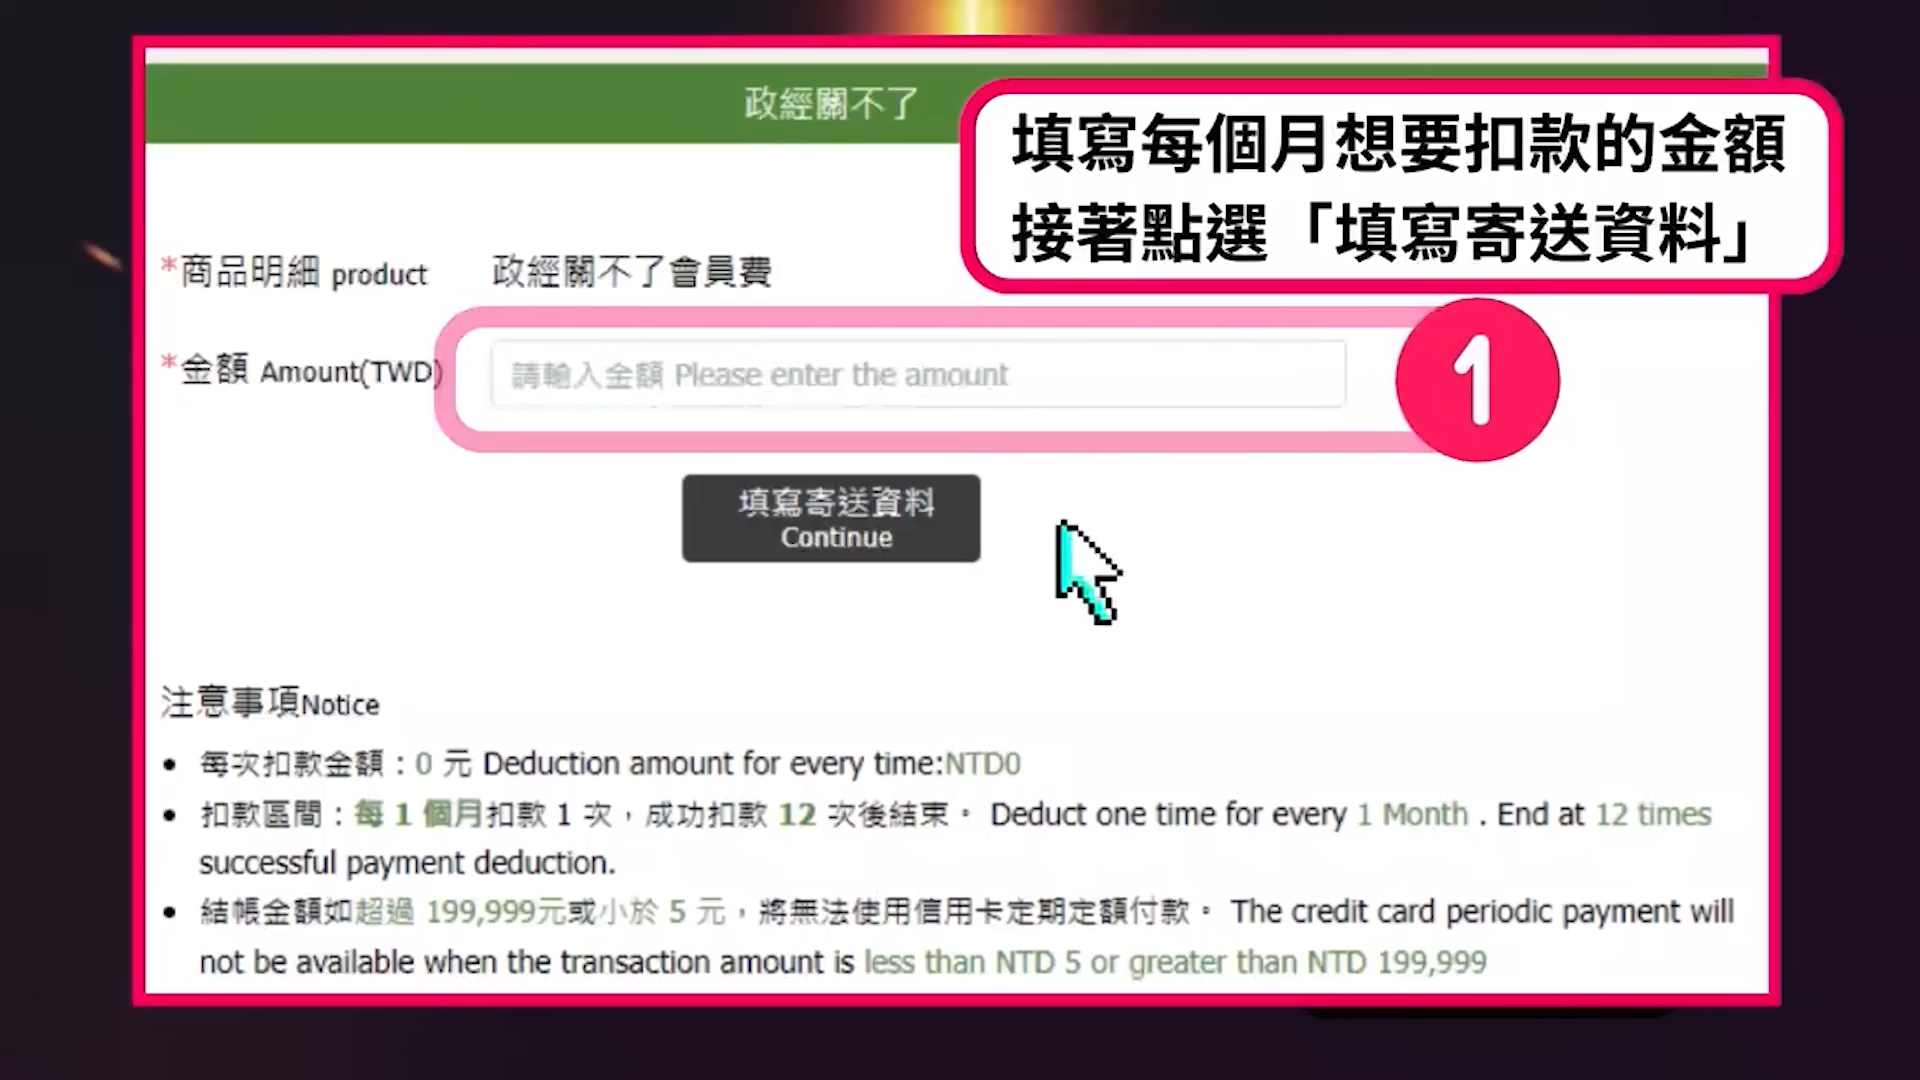 政經關不了
填寫每個月想要扣款的金額
接著點選「填寫寄送資料」
*商品明細 product 政經關不了會員費
*金額 Amount(TWD) 請輸入金額 Please enter the amount
1
填寫寄送資料
Continue
注意事項Notice
• 每次扣款金額：0 元 Deduction amount for every time:NTD0
• 扣款區間：每 1 個月扣款 1 次，成功扣款 12 次後結束。 Deduct one time for every 1 Month . End at 12 times
successful payment deduction.
• 結帳金額如超過 199,999元或小於 5 元，將無法使用信用卡定期定額付款。 The credit card periodic payment will
not be available when the transaction amount is less than NTD 5 or greater than NTD 199,999